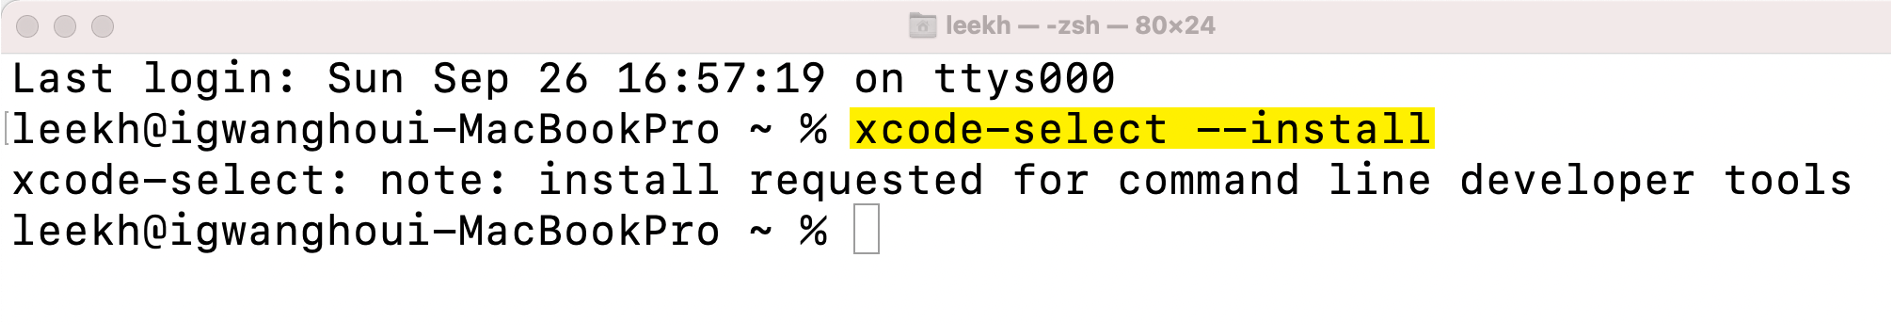 leekh — -zsh — 80×24
Last login: Sun Sep 26 16:57:19 on ttys000
[leekh@igwanghoui-MacBookPro ~ % xcode-select --install
xcode-select: note: install requested for command line developer tools
leekh@igwanghoui-MacBookPro ~ %